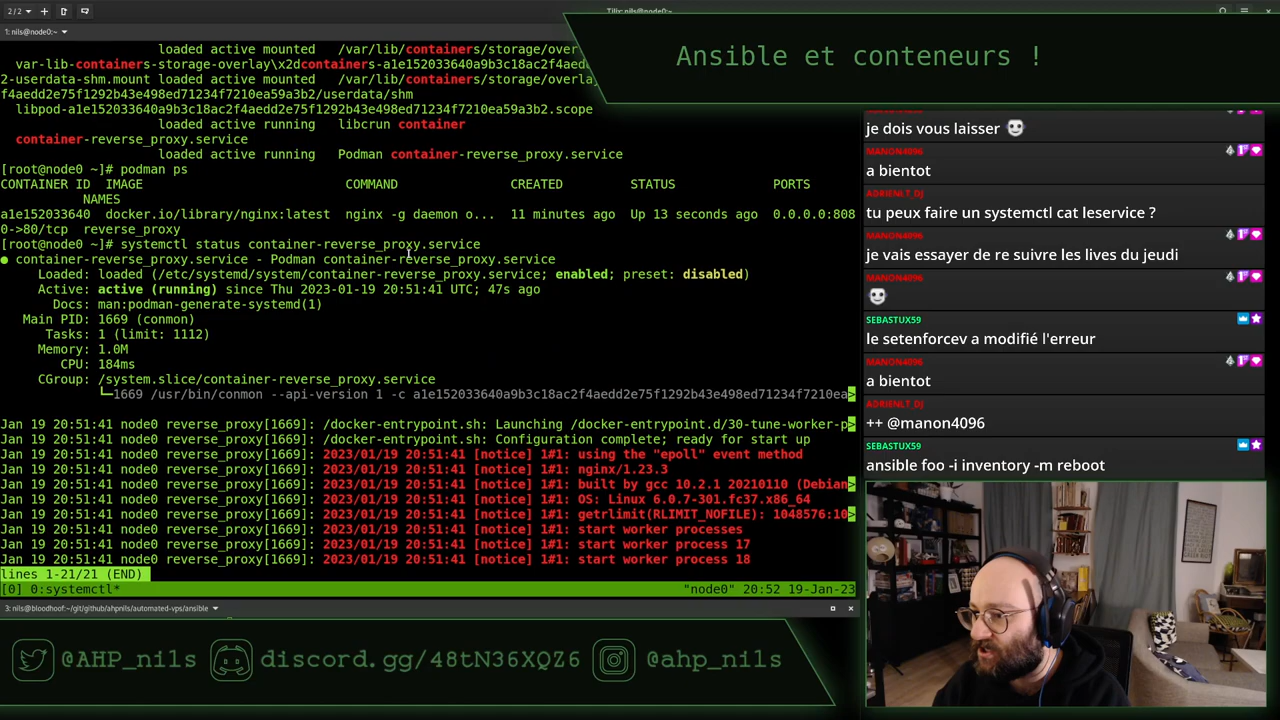 2/2
Tilix: nils@node0:~
1: nils@node0:~
Ansible et conteneurs !
loaded active mounted /var/lib/containers/storage/over
var-lib-containers-storage-overlay\x2dcontainers-a1e152033640a9b3c18ac2f4aed
2-userdata-shm.mount loaded active mounted /var/lib/containers/storage/overla
f4aedd2e75f1292b43e498ed71234f7210ea59a3b2/userdata/shm
libpod-a1e152033640a9b3c18ac2f4aedd2e75f1292b43e498ed71234f7210ea59a3b2.scope
loaded active running libcrun container
container-reverse_proxy.service
loaded active running Podman container-reverse_proxy.service
[root@node0 ~]# podman ps
CONTAINER ID IMAGE COMMAND CREATED STATUS PORTS
NAMES
a1e152033640 docker.io/library/nginx:latest nginx -g daemon o... 11 minutes ago Up 13 seconds ago 0.0.0.0:808
0->80/tcp reverse_proxy
[root@node0 ~]# systemctl status container-reverse_proxy.service
● container-reverse_proxy.service - Podman container-reverse_proxy.service
Loaded: loaded (/etc/systemd/system/container-reverse_proxy.service; enabled; preset: disabled)
Active: active (running) since Thu 2023-01-19 20:51:41 UTC; 47s ago
Docs: man:podman-generate-systemd(1)
Main PID: 1669 (conmon)
Tasks: 1 (limit: 1112)
Memory: 1.0M
CPU: 184ms
CGroup: /system.slice/container-reverse_proxy.service
└─1669 /usr/bin/conmon --api-version 1 -c a1e152033640a9b3c18ac2f4aedd2e75f1292b43e498ed71234f7210ea>
Jan 19 20:51:41 node0 reverse_proxy[1669]: /docker-entrypoint.sh: Launching /docker-entrypoint.d/30-tune-worker-p>
Jan 19 20:51:41 node0 reverse_proxy[1669]: /docker-entrypoint.sh: Configuration complete; ready for start up
Jan 19 20:51:41 node0 reverse_proxy[1669]: 2023/01/19 20:51:41 [notice] 1#1: using the "epoll" event method
Jan 19 20:51:41 node0 reverse_proxy[1669]: 2023/01/19 20:51:41 [notice] 1#1: nginx/1.23.3
Jan 19 20:51:41 node0 reverse_proxy[1669]: 2023/01/19 20:51:41 [notice] 1#1: built by gcc 10.2.1 20210110 (Debian>
Jan 19 20:51:41 node0 reverse_proxy[1669]: 2023/01/19 20:51:41 [notice] 1#1: OS: Linux 6.0.7-301.fc37.x86_64
Jan 19 20:51:41 node0 reverse_proxy[1669]: 2023/01/19 20:51:41 [notice] 1#1: getrlimit(RLIMIT_NOFILE): 1048576:10>
Jan 19 20:51:41 node0 reverse_proxy[1669]: 2023/01/19 20:51:41 [notice] 1#1: start worker processes
Jan 19 20:51:41 node0 reverse_proxy[1669]: 2023/01/19 20:51:41 [notice] 1#1: start worker process 17
Jan 19 20:51:41 node0 reverse_proxy[1669]: 2023/01/19 20:51:41 [notice] 1#1: start worker process 18
lines 1-21/21 (END)
[0] 0:systemctl* "node0" 20:52 19-Jan-23
3: nils@bloodhoof:~/git/github/ahpnils/automated-vps/ansible
@AHP_nils
discord.gg/48tN36XQZ6
@ahp_nils
je dois vous laisser
MANON4096
a bientot
ADRIENLT_DJ
tu peux faire un systemctl cat leservice ?
MANON4096
je vais essayer de re suivre les lives du jeudi
MANON4096
SEBASTUX59
le setenforcev a modifié l'erreur
MANON4096
a bientot
ADRIENLT_DJ
++ @manon4096
SEBASTUX59
ansible foo -i inventory -m reboot